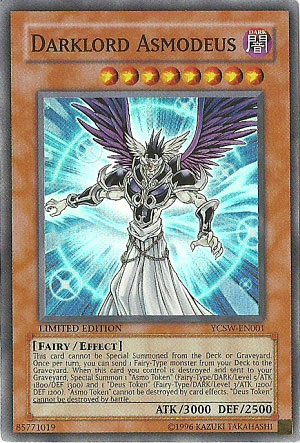 DARKLORD ASMODEUS
DARK
闇
LIMITED EDITION
YCSW-EN001
[FAIRY / EFFECT]
This card cannot be Special Summoned from the Deck or Graveyard.
Once per turn, you can send 1 Fairy-Type monster from your Deck to the
Graveyard. When this card you control is destroyed and sent to your
Graveyard, Special Summon 1 "Asmo Token" (Fairy-Type/DARK/Level 5/ATK
1800/DEF 1300) and 1 "Deus Token" (Fairy-Type/DARK/Level 3/ATK 1200/
DEF 1200). "Asmo Token" cannot be destroyed by card effects. "Deus Token"
cannot be destroyed by battle.
ATK/3000 DEF/2500
85771019
©1996 KAZUKI TAKAHASHI